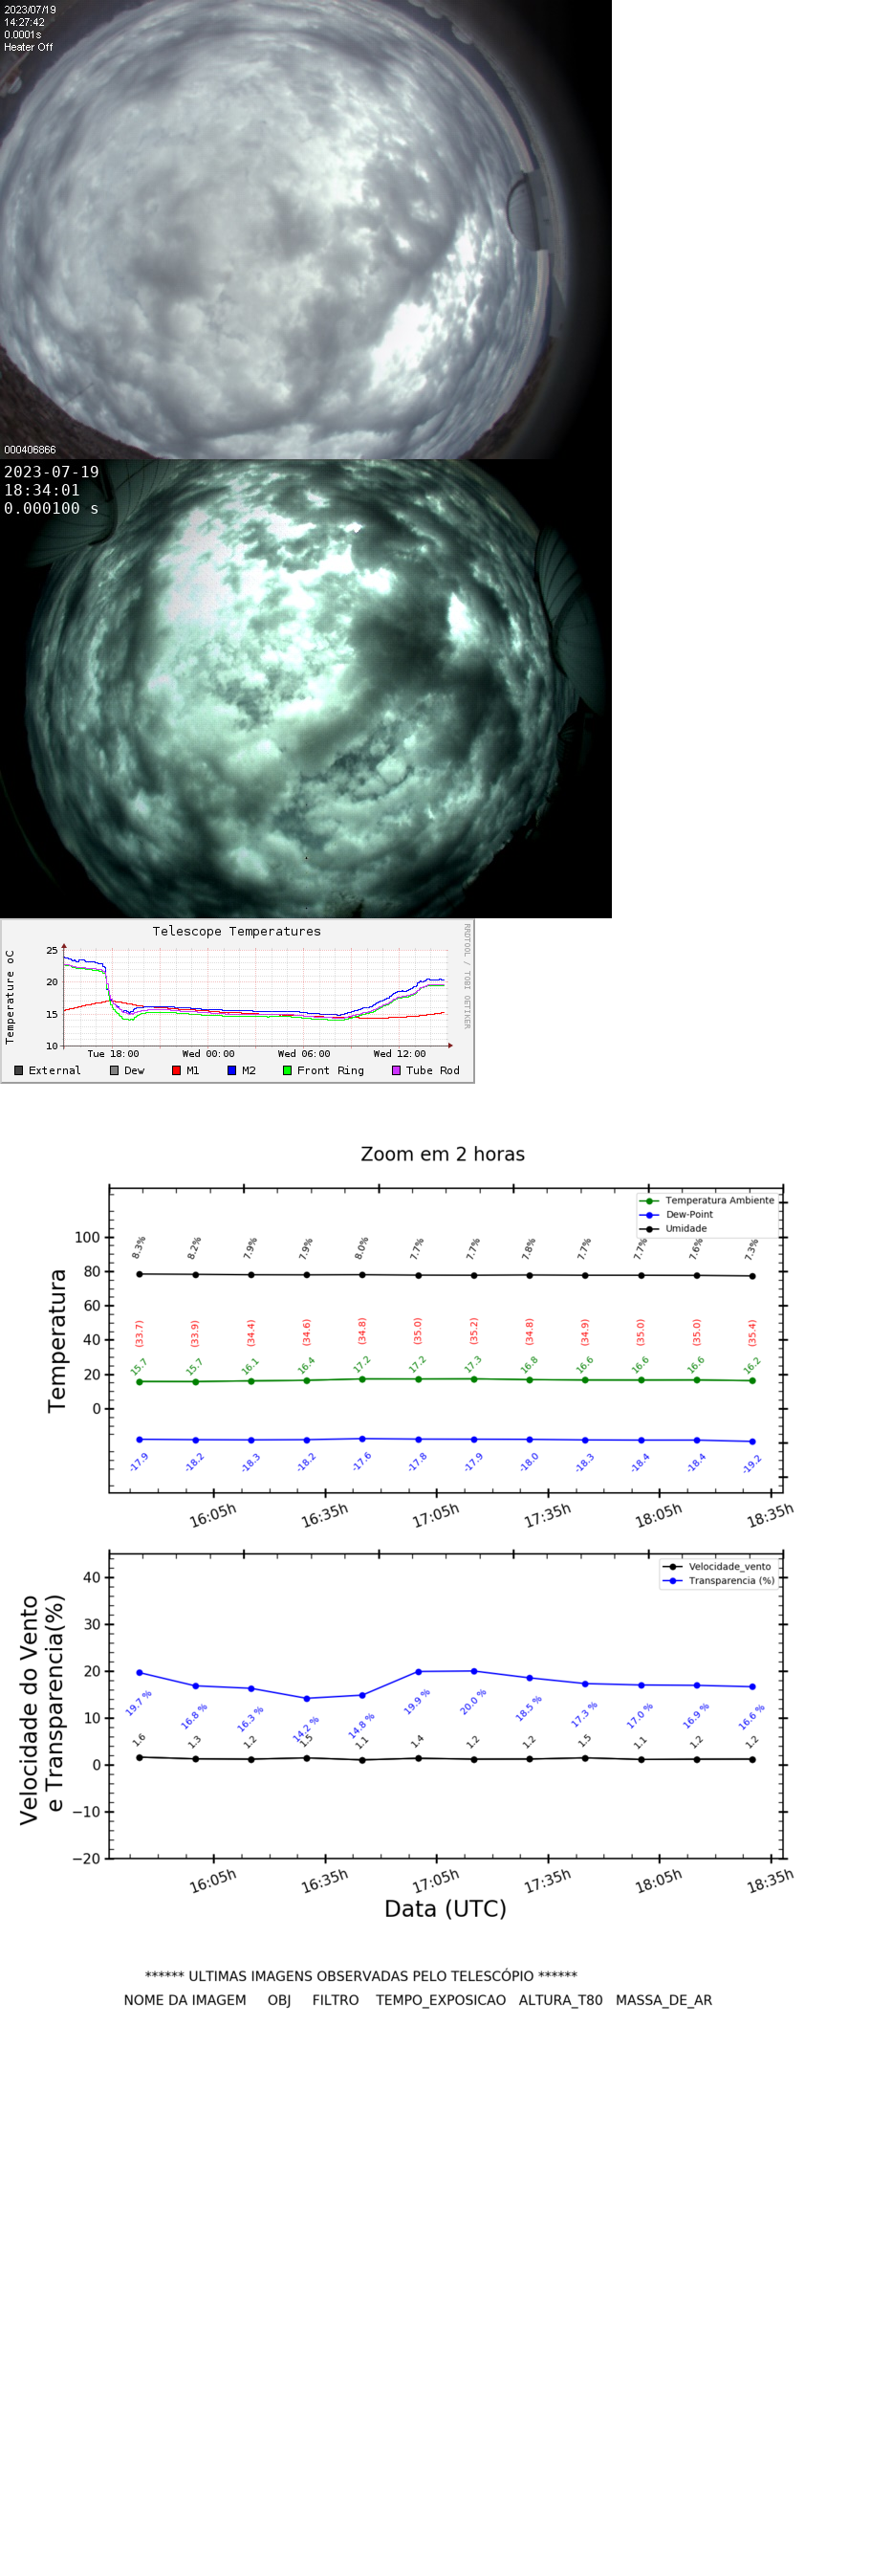 2023/07/19
14:27:42
0.0001s
Heater Off
000406866
2023-07-19
18:34:01
0.000100 s
Telescope Temperatures
RRDTOOL / TOBI OETIKER
Temperature oC
25
20
15
10
Tue 18:00 Wed 00:00 Wed 06:00 Wed 12:00
External Dew M1 M2 Front Ring Tube Rod
Zoom em 2 horas
Temperatura Ambiente
Dew-Point
Umidade
Temperatura
100
80
60
40
20
0
8.3% 8.2% 7.9% 7.9% 8.0% 7.7% 7.7% 7.8% 7.7% 7.7% 7.6% 7.3%
(33.7) (33.9) (34.4) (34.6) (34.8) (35.0) (35.2) (34.8) (34.9) (35.0) (35.0) (35.4)
15.7 15.7 16.1 16.4 17.2 17.2 17.3 16.8 16.6 16.6 16.6 16.2
-17.9 -18.2 -18.3 -18.2 -17.6 -17.8 -17.9 -18.0 -18.3 -18.4 -18.4 -19.2
16:05h 16:35h 17:05h 17:35h 18:05h 18:35h
Velocidade_vento
Transparencia (%)
Velocidade do Vento
e Transparencia(%)
40
30
20
10
0
−10
−20
19.7 % 16.8 % 16.3 % 14.2 % 14.8 % 19.9 % 20.0 % 18.5 % 17.3 % 17.0 % 16.9 % 16.6 %
1.6 1.3 1.2 1.5 1.1 1.4 1.2 1.2 1.5 1.1 1.2 1.2
16:05h 16:35h 17:05h 17:35h 18:05h 18:35h
Data (UTC)
****** ULTIMAS IMAGENS OBSERVADAS PELO TELESCÓPIO ******
NOME DA IMAGEM OBJ FILTRO TEMPO_EXPOSICAO ALTURA_T80 MASSA_DE_AR